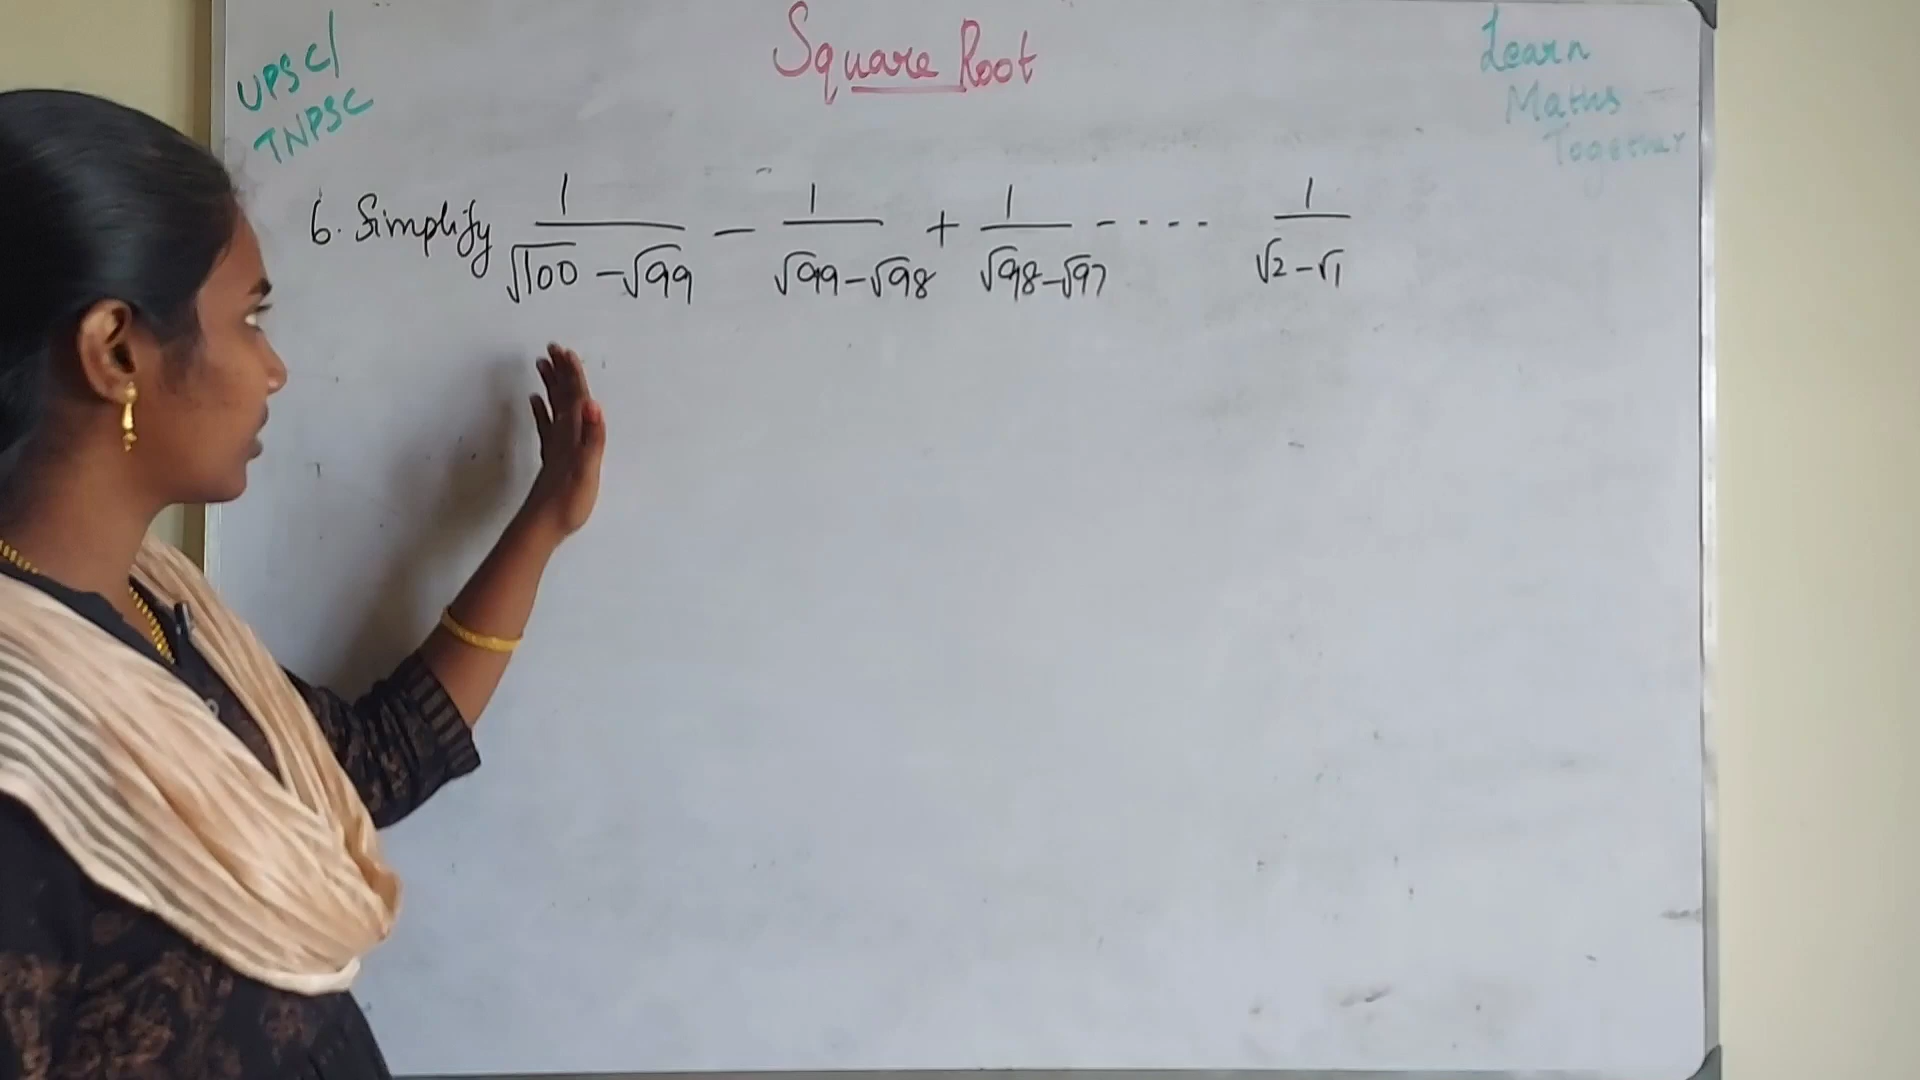 Square Root
UPSC/
TNPSC
Learn
Maths
Together
6. Simplify 1/(√100 - √99) - 1/(√99 - √98) + 1/(√98 - √97) - .... 1/(√2 - √1)